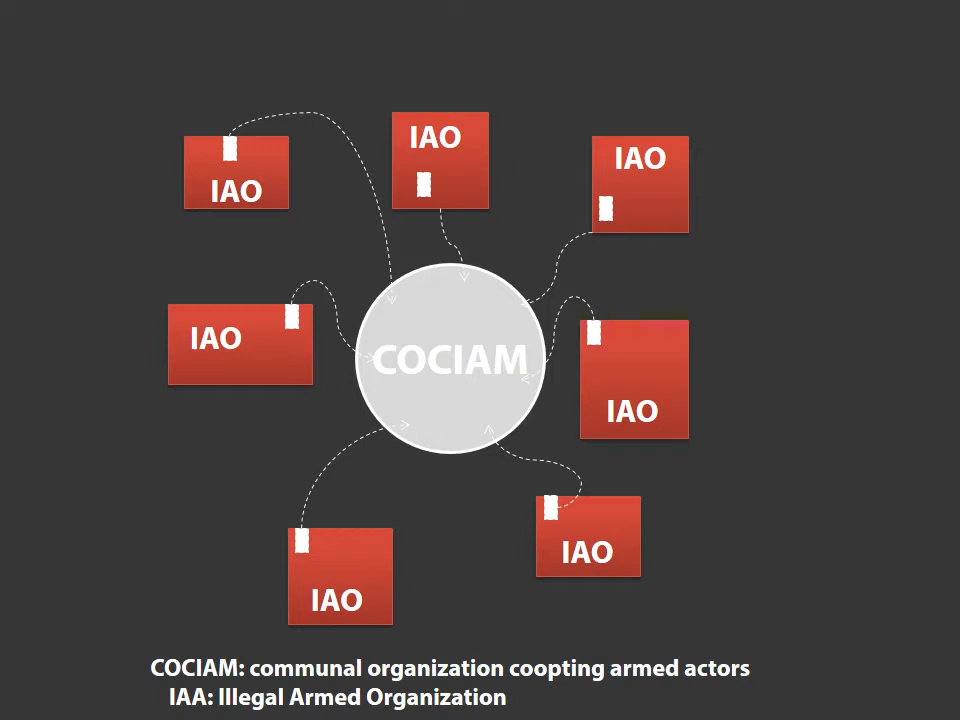 IAO
IAO
IAO
IAO
COCIAM
IAO
IAO
IAO
COCIAM: communal organization coopting armed actors
IAA: Illegal Armed Organization